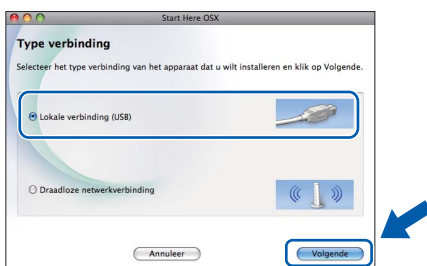 Start Here OSX
Type verbinding
Selecteer het type verbinding van het apparaat dat u wilt installeren en klik op Volgende.
Lokale verbinding (USB)
Draadloze netwerkverbinding
Annuleer
Volgende